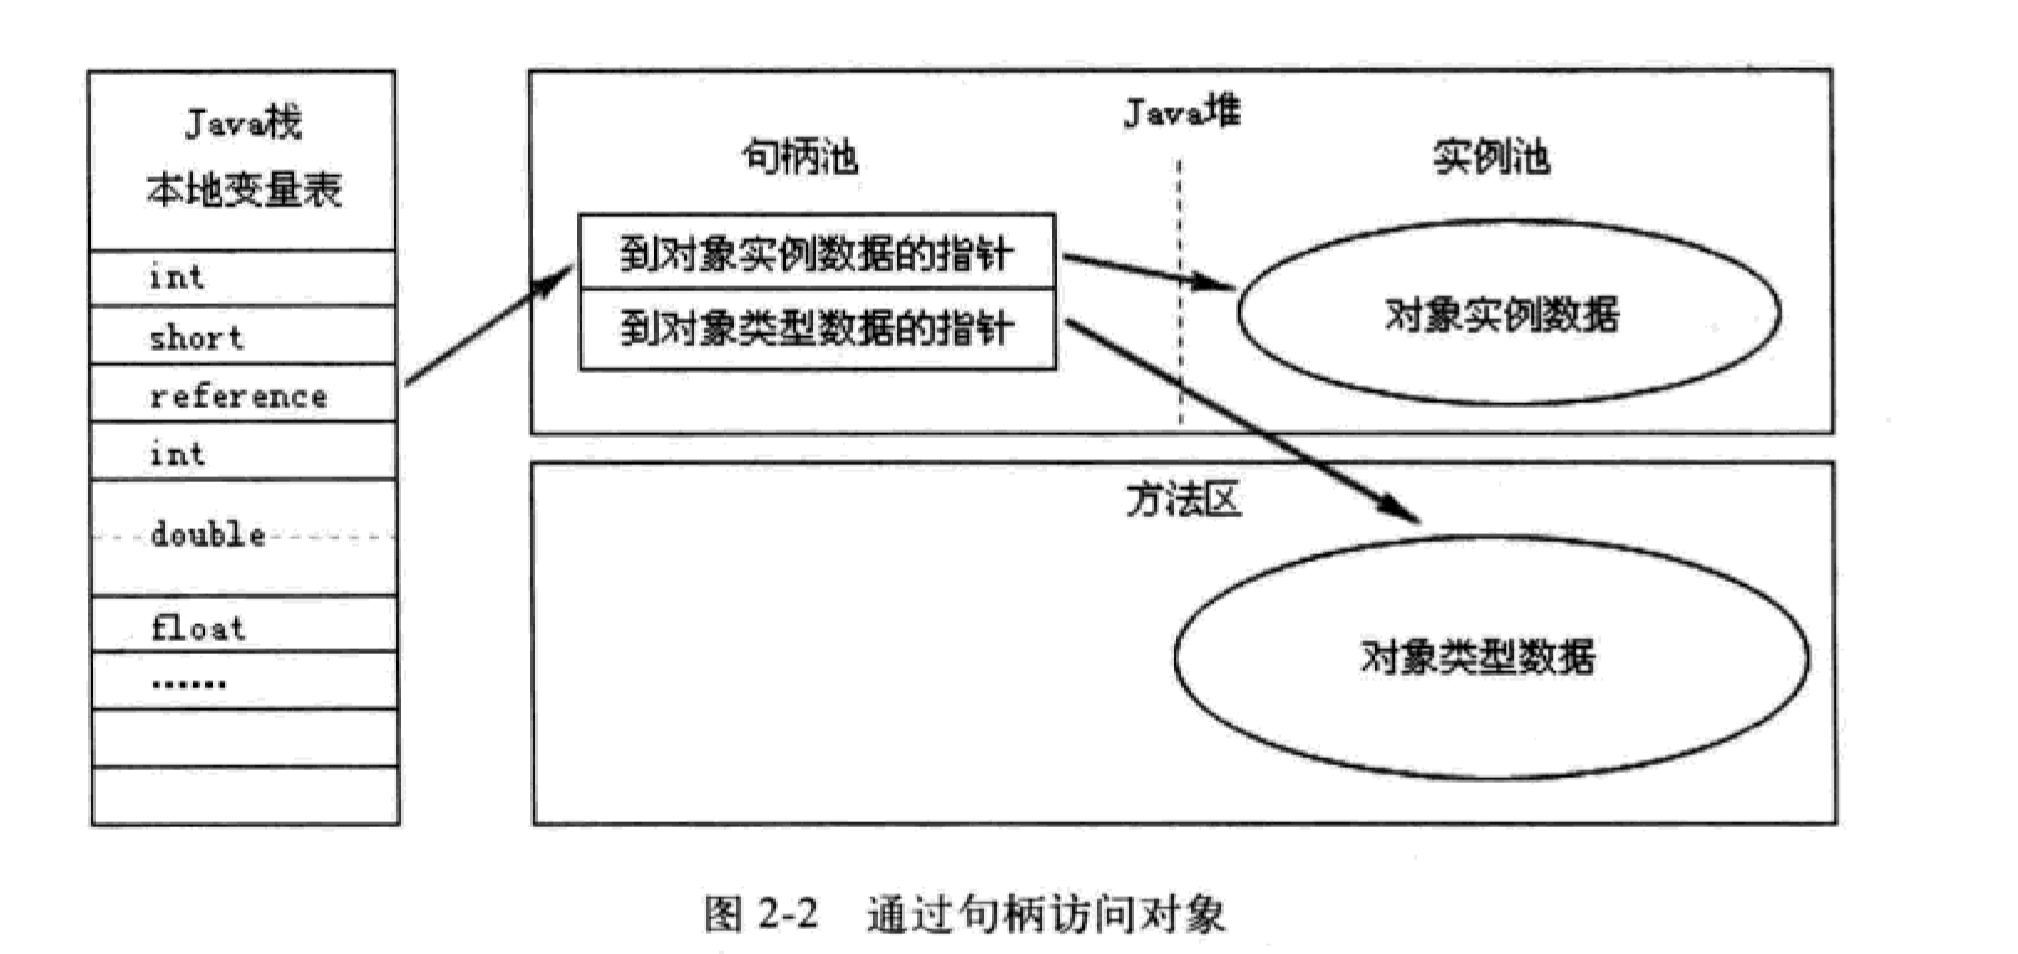 Java栈
本地变量表
int
short
reference
int
double
float
……
Java堆
句柄池
实例池
到对象实例数据的指针
到对象类型数据的指针
对象实例数据
方法区
对象类型数据
图 2-2 通过句柄访问对象